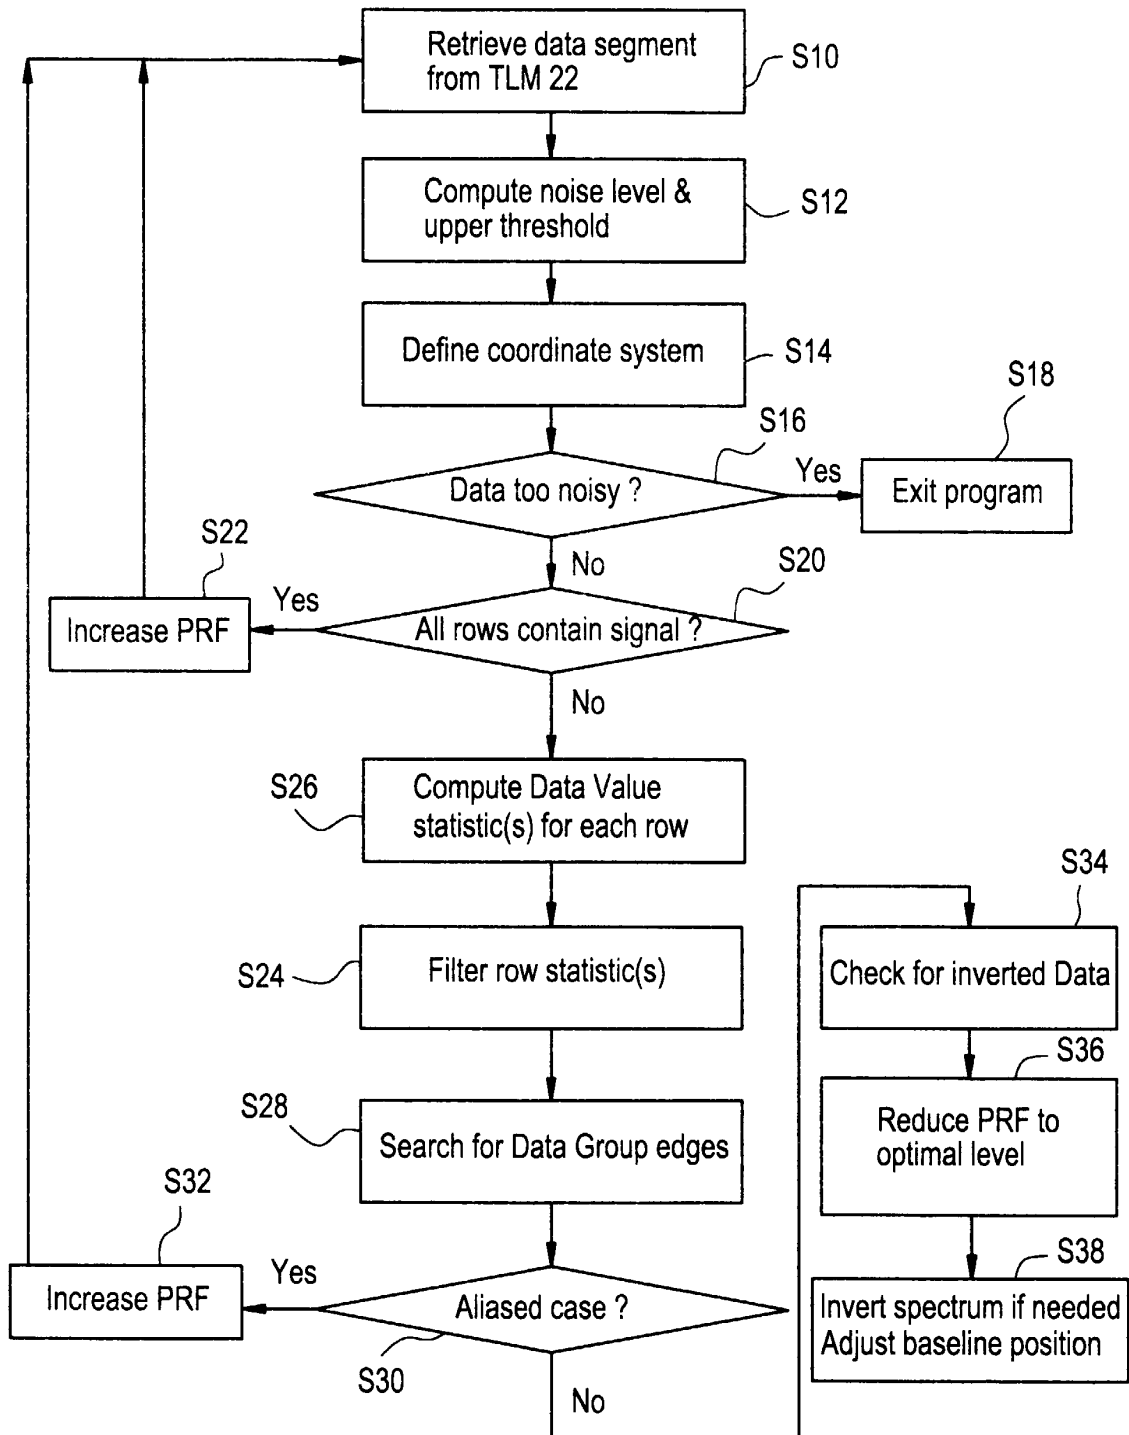 Retrieve data segment
from TLM 22
S10
Compute noise level &
upper threshold
S12
Define coordinate system
S14
S18
S16
Data too noisy ?
Yes
Exit program
No
S22
S20
Yes
Increase PRF
All rows contain signal ?
No
S26
Compute Data Value
statistic(s) for each row
S24
Filter row statistic(s)
S28
Search for Data Group edges
S32
Yes
Increase PRF
Aliased case ?
S30
No
S34
Check for inverted Data
S36
Reduce PRF to
optimal level
S38
Invert spectrum if needed
Adjust baseline position